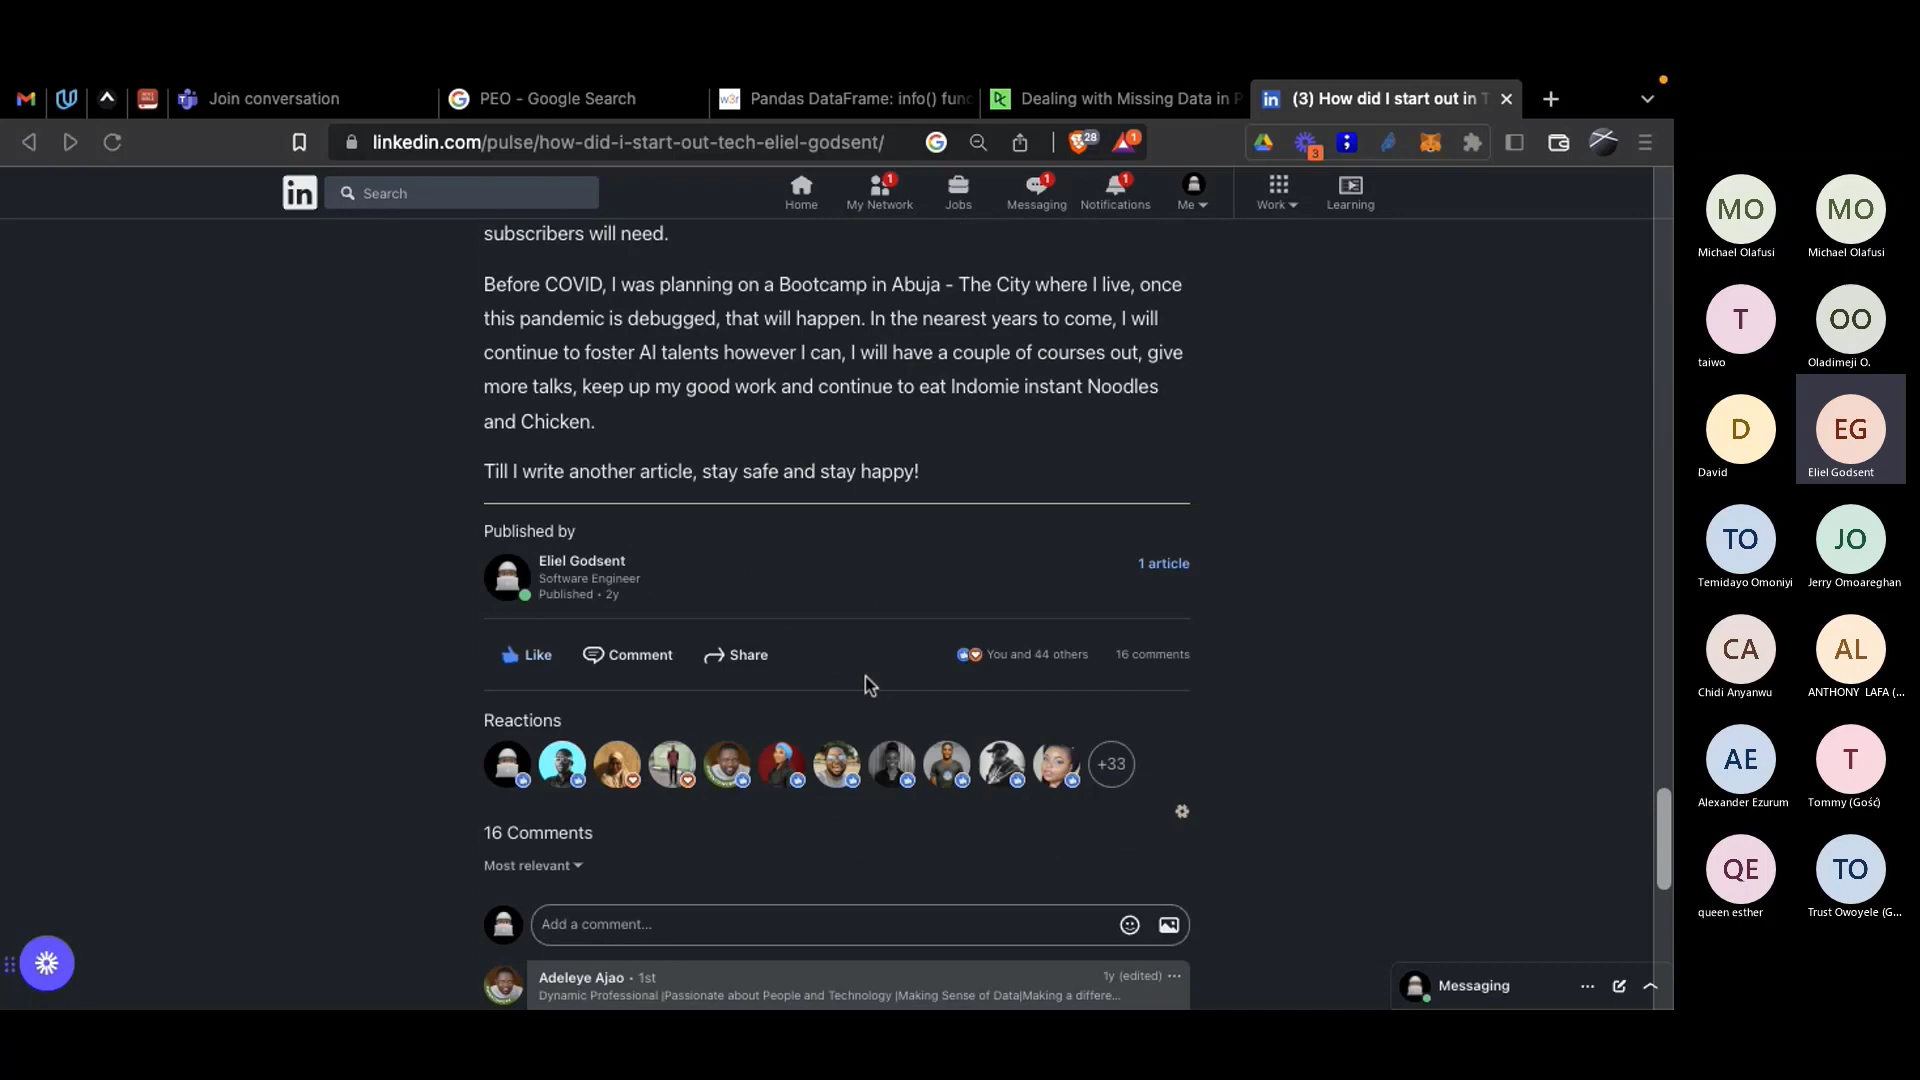 Join conversation
PEO - Google Search
w3r
Pandas DataFrame: info() func
Dealing with Missing Data in P
(3) How did I start out in T
linkedin.com/pulse/how-did-i-start-out-tech-eliel-godsent/
28
1
3
in
Search
Home
1
My Network
Jobs
1
Messaging
1
Notifications
Me
Work
Learning
subscribers will need.
Before COVID, I was planning on a Bootcamp in Abuja - The City where I live, once
this pandemic is debugged, that will happen. In the nearest years to come, I will
continue to foster AI talents however I can, I will have a couple of courses out, give
more talks, keep up my good work and continue to eat Indomie instant Noodles
and Chicken.
Till I write another article, stay safe and stay happy!
Published by
Eliel Godsent
Software Engineer
Published • 2y
1 article
Like
Comment
Share
You and 44 others
16 comments
Reactions
+33
16 Comments
Most relevant
Add a comment...
Adeleye Ajao • 1st
1y (edited)
Dynamic Professional |Passionate about People and Technology |Making Sense of Data|Making a differe...
Messaging
MO
Michael Olafusi
MO
Michael Olafusi
T
taiwo
OO
Oladimeji O.
D
David
EG
Eliel Godsent
TO
Temidayo Omoniyi
JO
Jerry Omoareghan
CA
Chidi Anyanwu
AL
ANTHONY LAFA (...
AE
Alexander Ezurum
T
Tommy (Gość)
QE
queen esther
TO
Trust Owoyele (G...